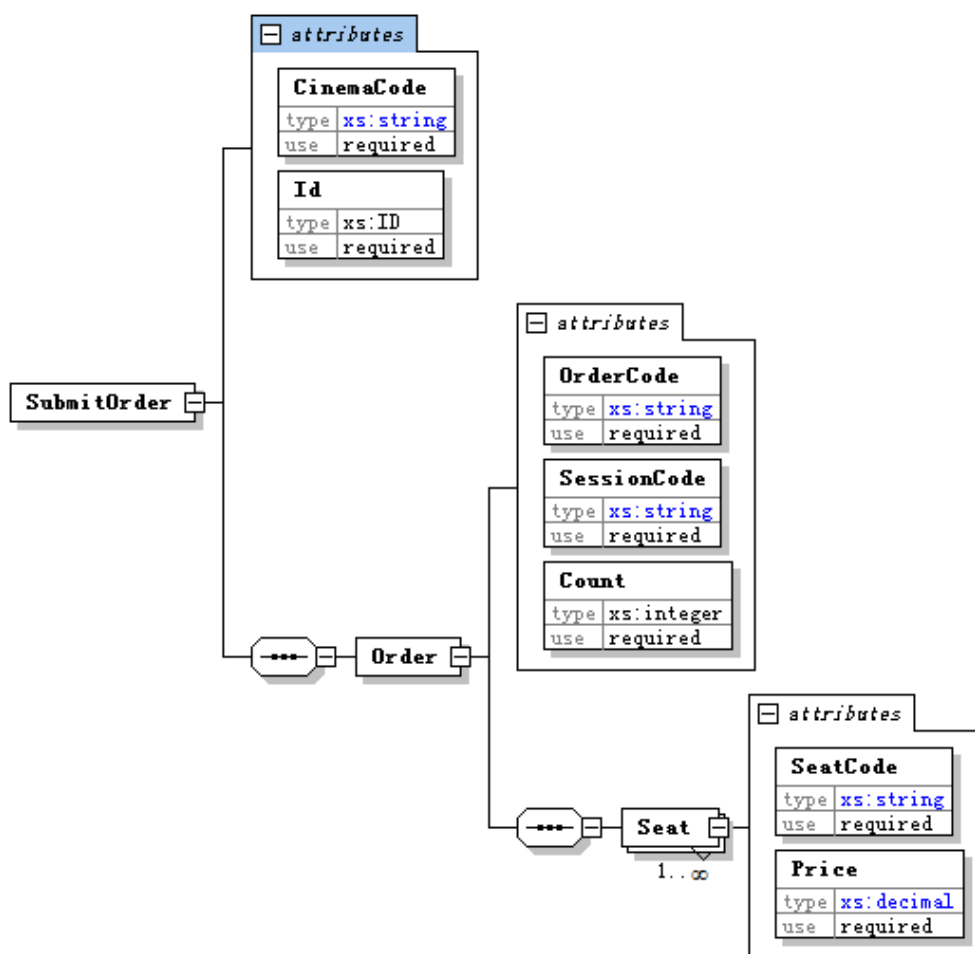 attributes
CinemaCode
type xs:string
use required
Id
type xs:ID
use required
SubmitOrder
attributes
OrderCode
type xs:string
use required
SessionCode
type xs:string
use required
Count
type xs:integer
use required
Order
attributes
SeatCode
type xs:string
use required
Price
type xs:decimal
use required
Seat
1..∞